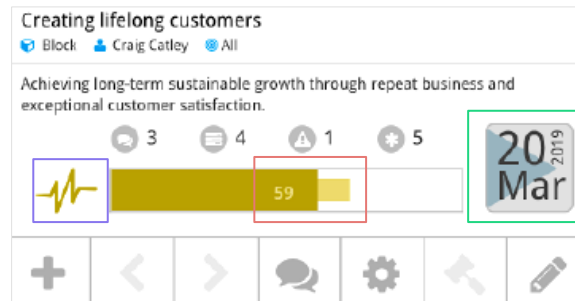 Creating lifelong customers
Block Craig Catley All
Achieving long-term sustainable growth through repeat business and
exceptional customer satisfaction.
3 4 1 5
59
20 2019
Mar